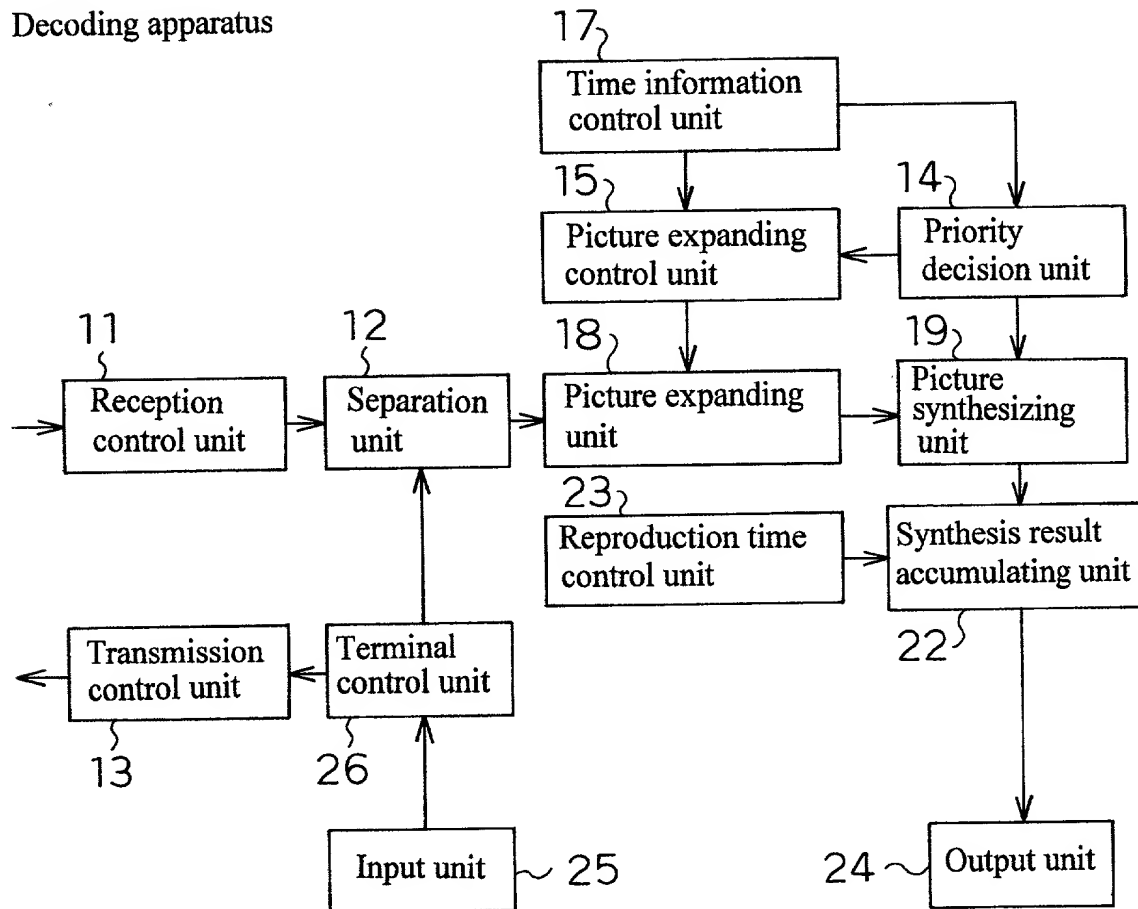 Decoding apparatus
17
Time information
control unit
15
Picture expanding
control unit
14
Priority
decision unit
11
Reception
control unit
12
Separation
unit
18
Picture expanding
unit
19
Picture
synthesizing
unit
23
Reproduction time
control unit
Synthesis result
accumulating unit
22
Transmission
control unit
13
Terminal
control unit
26
Input unit
25
24
Output unit